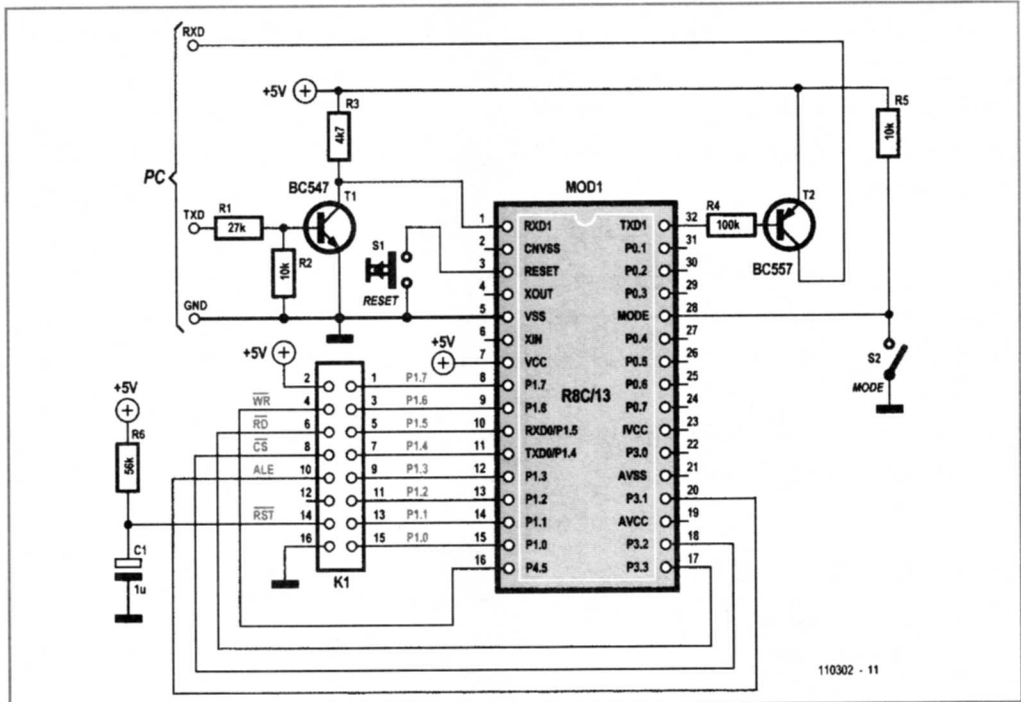 RXD
+5V
R3
4k7
R5
10k
PC
BC547
T1
MOD1
TXD
R1
27k
R2
10k
S1
RESET
GND
1 RXD1 TXD1 32
2 CNVSS P0.1 31
3 RESET P0.2 30
4 XOUT P0.3 29
5 VSS MODE 28
6 XIN P0.4 27
7 VCC P0.5 26
8 P1.7 P0.6 25
9 P1.6 P0.7 24
10 RXD0/P1.5 IVCC 23
11 TXD0/P1.4 P3.0 22
12 P1.3 AVSS 21
13 P1.2 P3.1 20
14 P1.1 AVCC 19
15 P1.0 P3.2 18
16 P4.5 P3.3 17
R8C/13
R4
100k
T2
BC557
S2
MODE
+5V
+5V
2 1 P1.7
WR 4 3 P1.6
RD 6 5 P1.5
CS 8 7 P1.4
ALE 10 9 P1.3
12 11 P1.2
RST 14 13 P1.1
16 15 P1.0
K1
+5V
R6
56k
C1
1u
110302 - 11